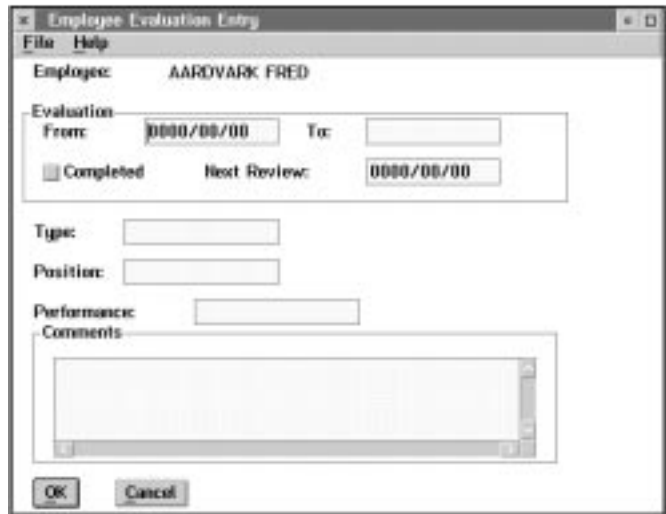 Employee Evaluation Entry
File Help
Employee: AARDVARK FRED
Evaluation
From: 0000/00/00 To:
Completed Next Review: 0000/00/00
Type:
Position:
Performance:
Comments
OK Cancel